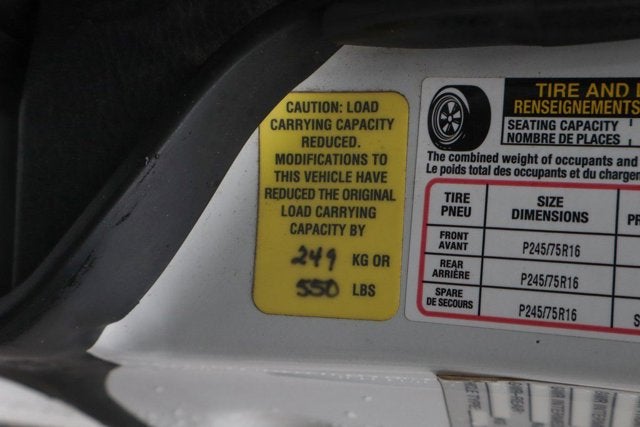 CAUTION: LOAD
CARRYING CAPACITY
REDUCED.
MODIFICATIONS TO
THIS VEHICLE HAVE
REDUCED THE ORIGINAL
LOAD CARRYING
CAPACITY BY
249 KG OR
550 LBS
TIRE AND
RENSEIGNEMENTS
SEATING CAPACITY
NOMBRE DE PLACES
The combined weight of occupants and
Le poids total des occupants et du
TIRE
PNEU
SIZE
DIMENSIONS
FRONT
AVANT
P245/75R16
REAR
ARRIÈRE
P245/75R16
SPARE
DE SECOURS
P245/75R16